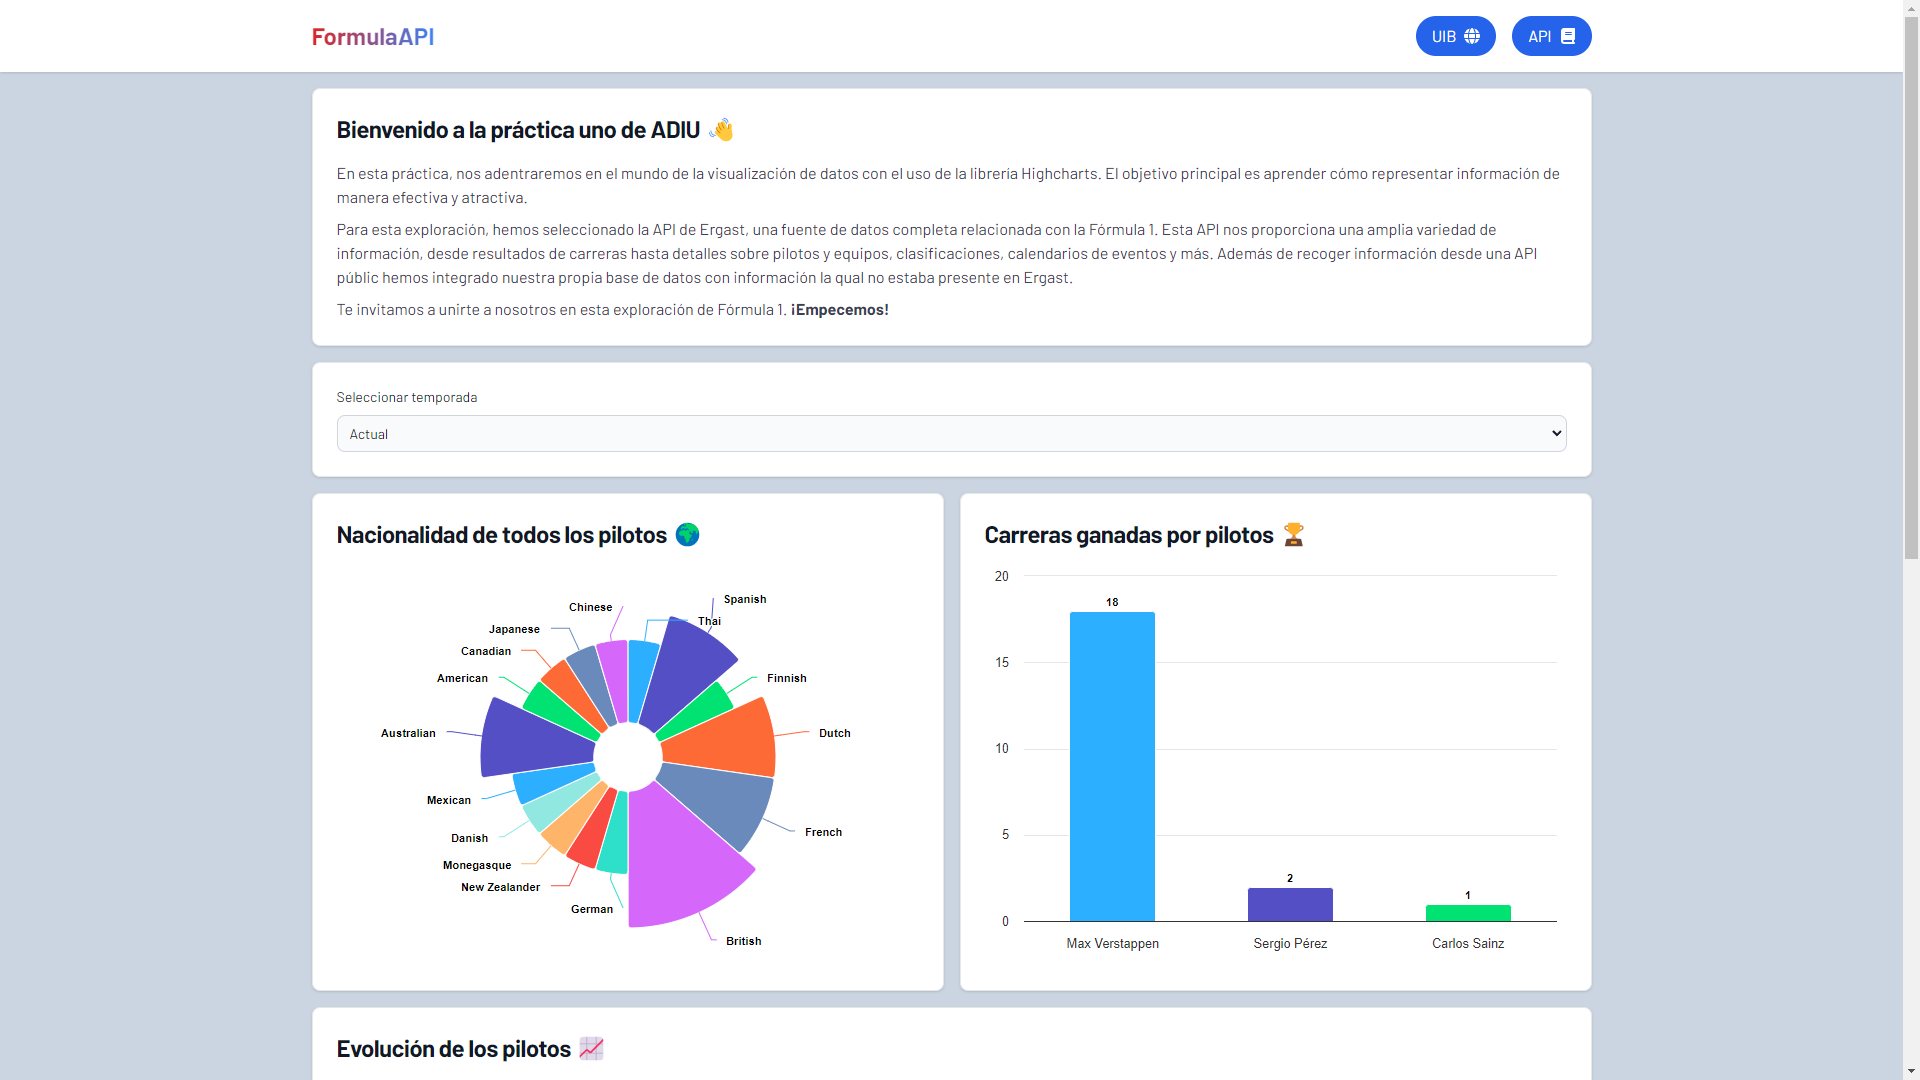 FormulaAPI
UIB
API
Bienvenido a la práctica uno de ADIU 👋
En esta práctica, nos adentraremos en el mundo de la visualización de datos con el uso de la librería Highcharts. El objetivo principal es aprender cómo representar información de
manera efectiva y atractiva.
Para esta exploración, hemos seleccionado la API de Ergast, una fuente de datos completa relacionada con la Fórmula 1. Esta API nos proporciona una amplia variedad de
información, desde resultados de carreras hasta detalles sobre pilotos y equipos, clasificaciones, calendarios de eventos y más. Además de recoger información desde una API
públic hemos integrado nuestra propia base de datos con información la qual no estaba presente en Ergast.
Te invitamos a unirte a nosotros en esta exploración de Fórmula 1. ¡Empecemos!
Seleccionar temporada
Actual
Nacionalidad de todos los pilotos 🌍
Spanish
Chinese
Thai
Japanese
Canadian
American
Finnish
Australian
Dutch
Mexican
French
Danish
Monegasque
New Zealander
German
British
Carreras ganadas por pilotos 🏆
20
18
15
10
5
2
1
0
Max Verstappen
Sergio Pérez
Carlos Sainz
Evolución de los pilotos 📈